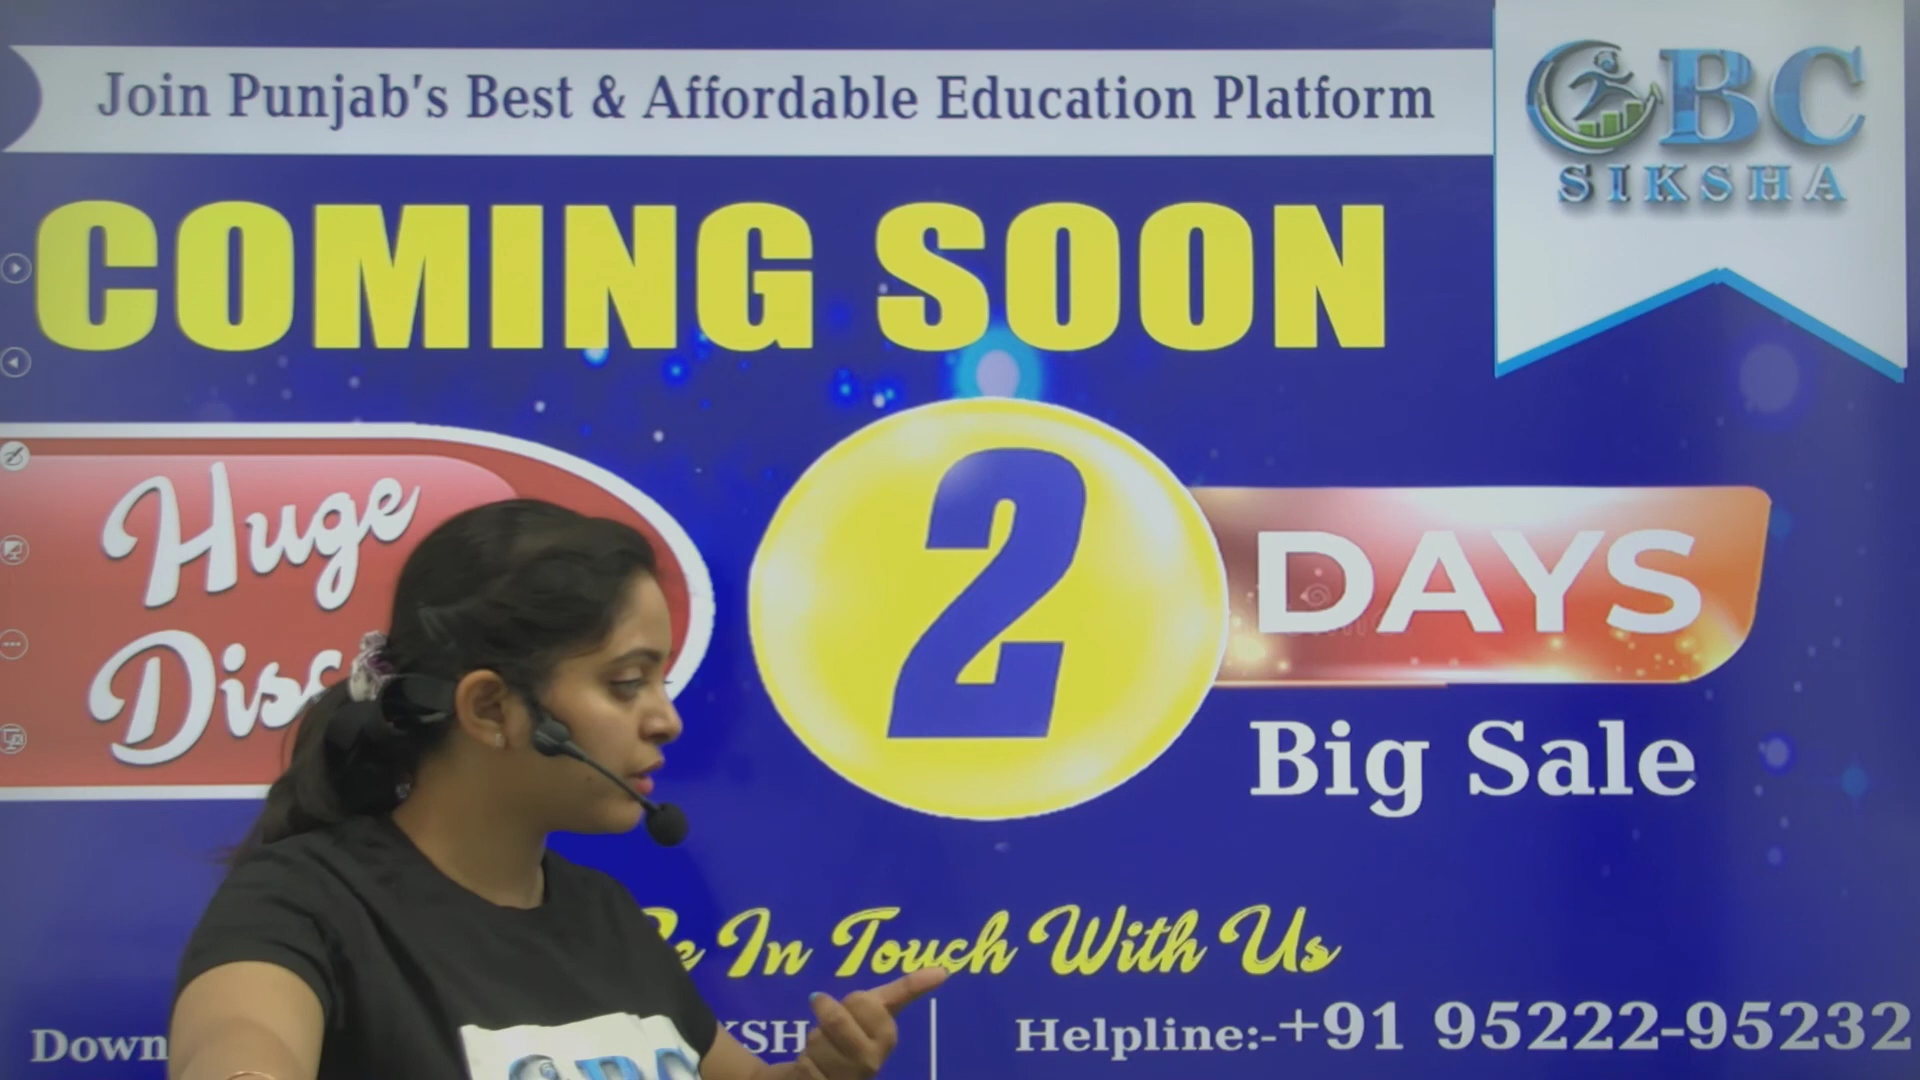 Join Punjab's Best & Affordable Education Platform
GBC
SIKSHA
COMING SOON
Huge
2
DAYS
Big Sale
In Touch With Us
Helpline:-+91 95222-95232